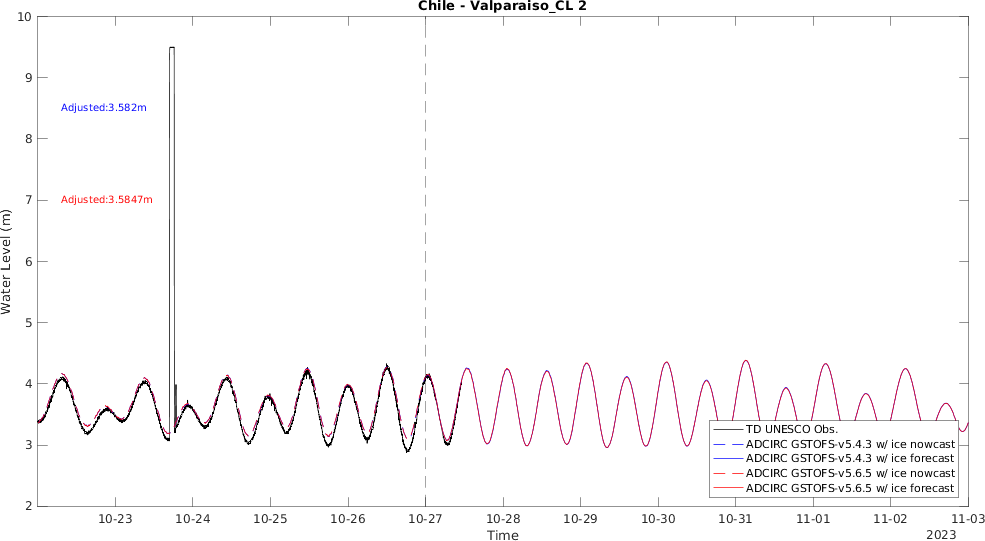 Chile - Valparaiso_CL 2
10
9
8
7
6
5
4
3
2
Water Level (m)
Adjusted:3.582m
Adjusted:3.5847m
TD UNESCO Obs.
ADCIRC GSTOFS-v5.4.3 w/ ice nowcast
ADCIRC GSTOFS-v5.4.3 w/ ice forecast
ADCIRC GSTOFS-v5.6.5 w/ ice nowcast
ADCIRC GSTOFS-v5.6.5 w/ ice forecast
10-23 10-24 10-25 10-26 10-27 10-28 10-29 10-30 10-31 11-01 11-02 11-03
Time
2023